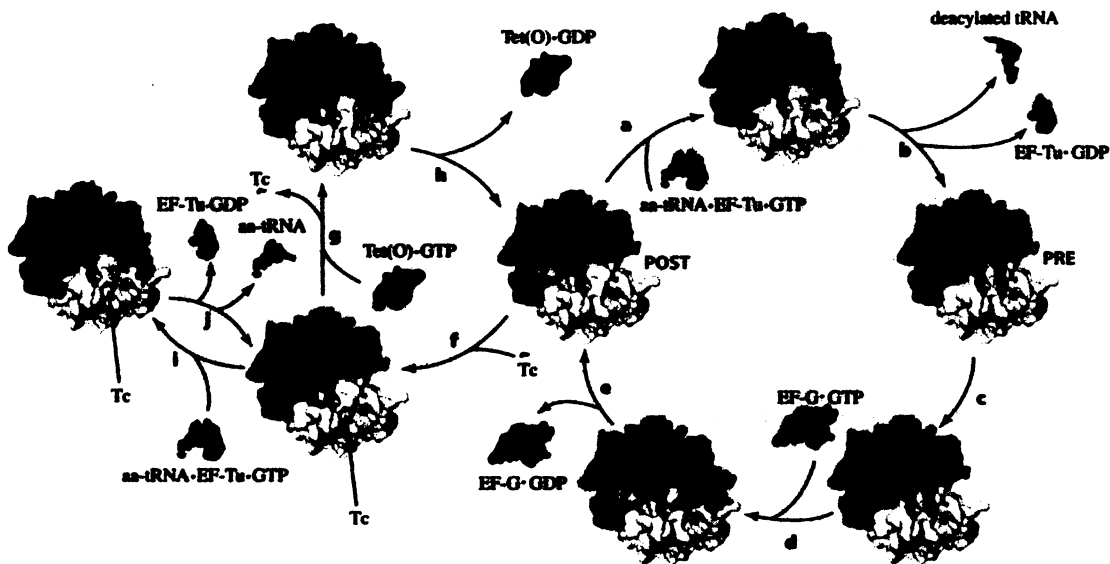 deacylated tRNA
Tet(O)-GDP
a
b
EF-Tu·GDP
h
Tc
aa-tRNA·EF-Tu·GTP
EF-Tu-GDP
aa-tRNA
g
Tet(O)-GTP
POST
PRE
j
f
i
Tc
Tc
e
EF-G·GTP
c
aa-tRNA·EF-Tu·GTP
EF-G·GDP
Tc
d